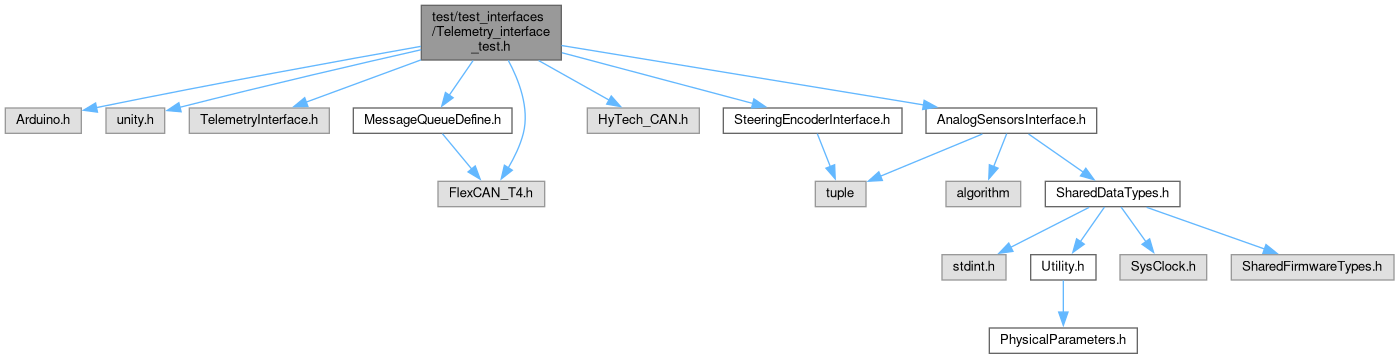 test/test_interfaces
/Telemetry_interface
_test.h
Arduino.h
unity.h
TelemetryInterface.h
MessageQueueDefine.h
HyTech_CAN.h
SteeringEncoderInterface.h
AnalogSensorsInterface.h
FlexCAN_T4.h
tuple
algorithm
SharedDataTypes.h
stdint.h
Utility.h
SysClock.h
SharedFirmwareTypes.h
PhysicalParameters.h